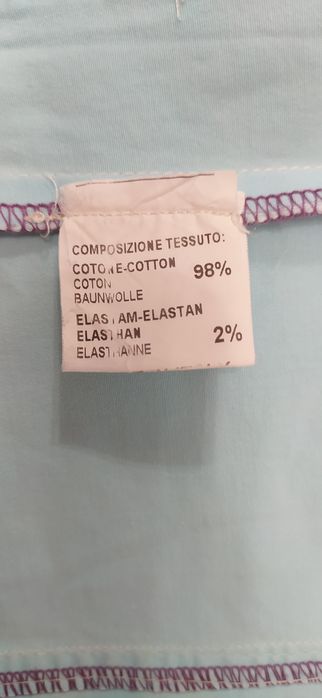 COMPOSIZIONE TESSUTO:
COTONE-COTTON 98%
COTON
BAUNWOLLE
ELASTAM-ELASTAN
ELASTHAN 2%
ELASTHANNE